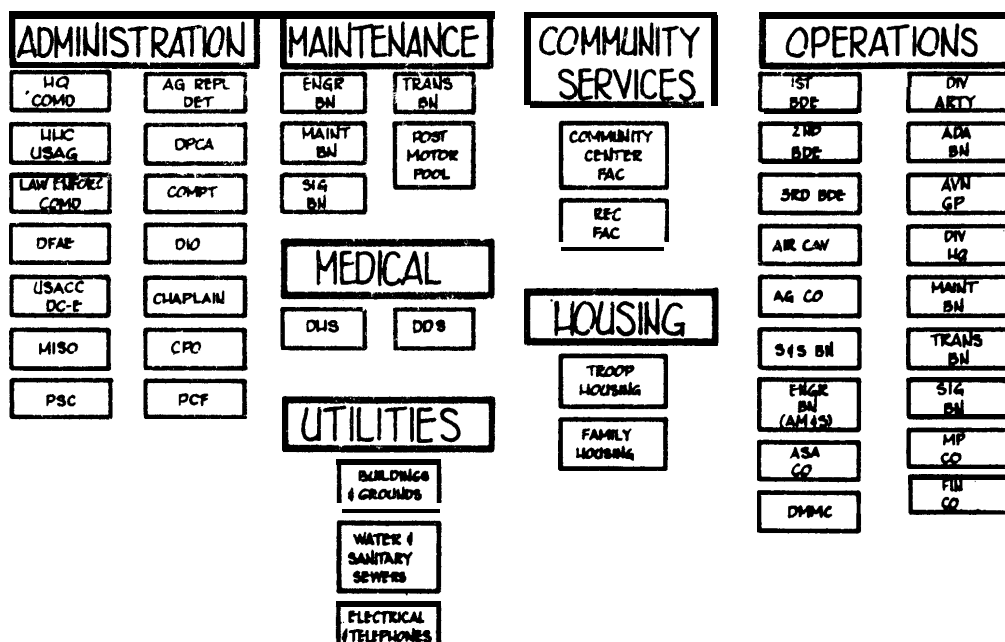 ADMINISTRATION
HQ
COMD
AG REPL
DET
HHC
USAG
DPCA
LAW ENFORC
COMD
COMPT
DFAE
DIO
USACC
DC-E
CHAPLAIN
MISO
CPO
PSC
PCF
MAINTENANCE
ENGR
BN
TRANS
BN
MAINT
BN
POST
MOTOR
POOL
SIG
BN
MEDICAL
DHS
DDS
UTILITIES
BUILDINGS
& GROUNDS
WATER &
SANITARY
SEWERS
ELECTRICAL
& TELEPHONES
COMMUNITY
SERVICES
COMMUNITY
CENTER
FAC
REC
FAC
HOUSING
TROOP
HOUSING
FAMILY
HOUSING
OPERATIONS
1ST
BDE
DIV
ARTY
2ND
BDE
ADA
BN
3RD BDE
AVN
GP
AIR CAV
DIV
HQ
AG CO
MAINT
BN
S&S BN
TRANS
BN
ENGR
BN
(AM&S)
SIG
BN
ASA
CO
MP
CO
DMMC
FIN
CO